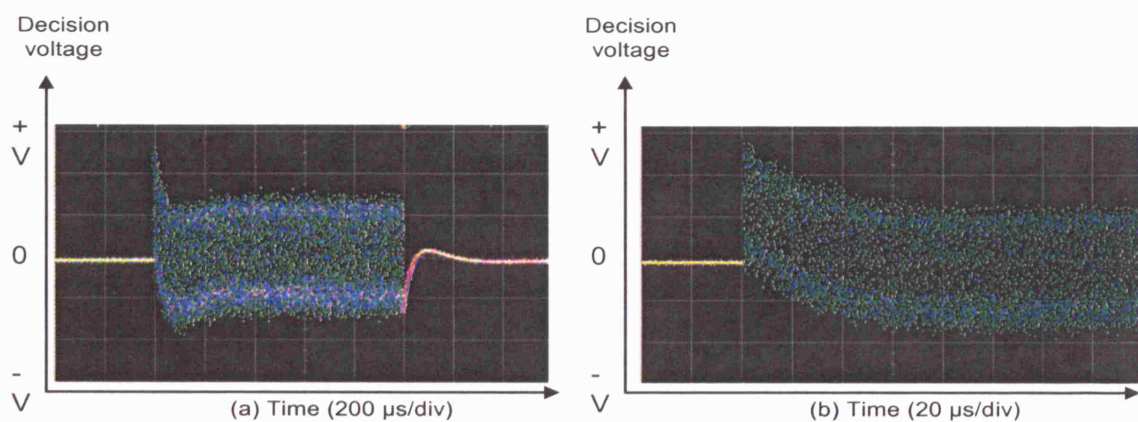 Decision
voltage
+
V
0
-
V
(a) Time (200 µs/div)
Decision
voltage
+
V
0
-
V
(b) Time (20 µs/div)